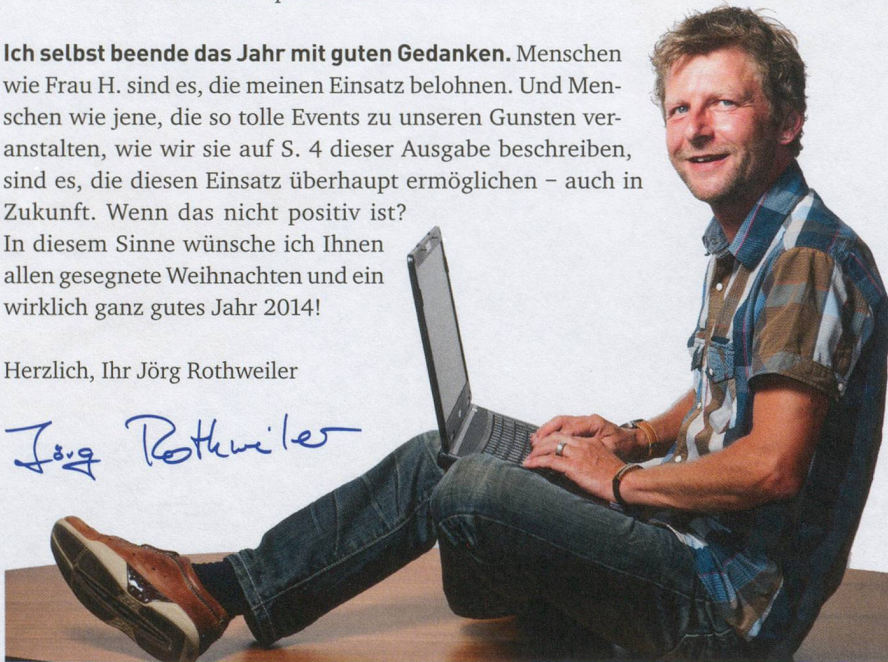 Ich selbst beende das Jahr mit guten Gedanken. Menschen
wie Frau H. sind es, die meinen Einsatz belohnen. Und Men-
schen wie jene, die so tolle Events zu unseren Gunsten ver-
anstalten, wie wir sie auf S. 4 dieser Ausgabe beschreiben,
sind es, die diesen Einsatz überhaupt ermöglichen – auch in
Zukunft. Wenn das nicht positiv ist?
In diesem Sinne wünsche ich Ihnen
allen gesegnete Weihnachten und ein
wirklich ganz gutes Jahr 2014!
Herzlich, Ihr Jörg Rothweiler
Jörg Rothweiler